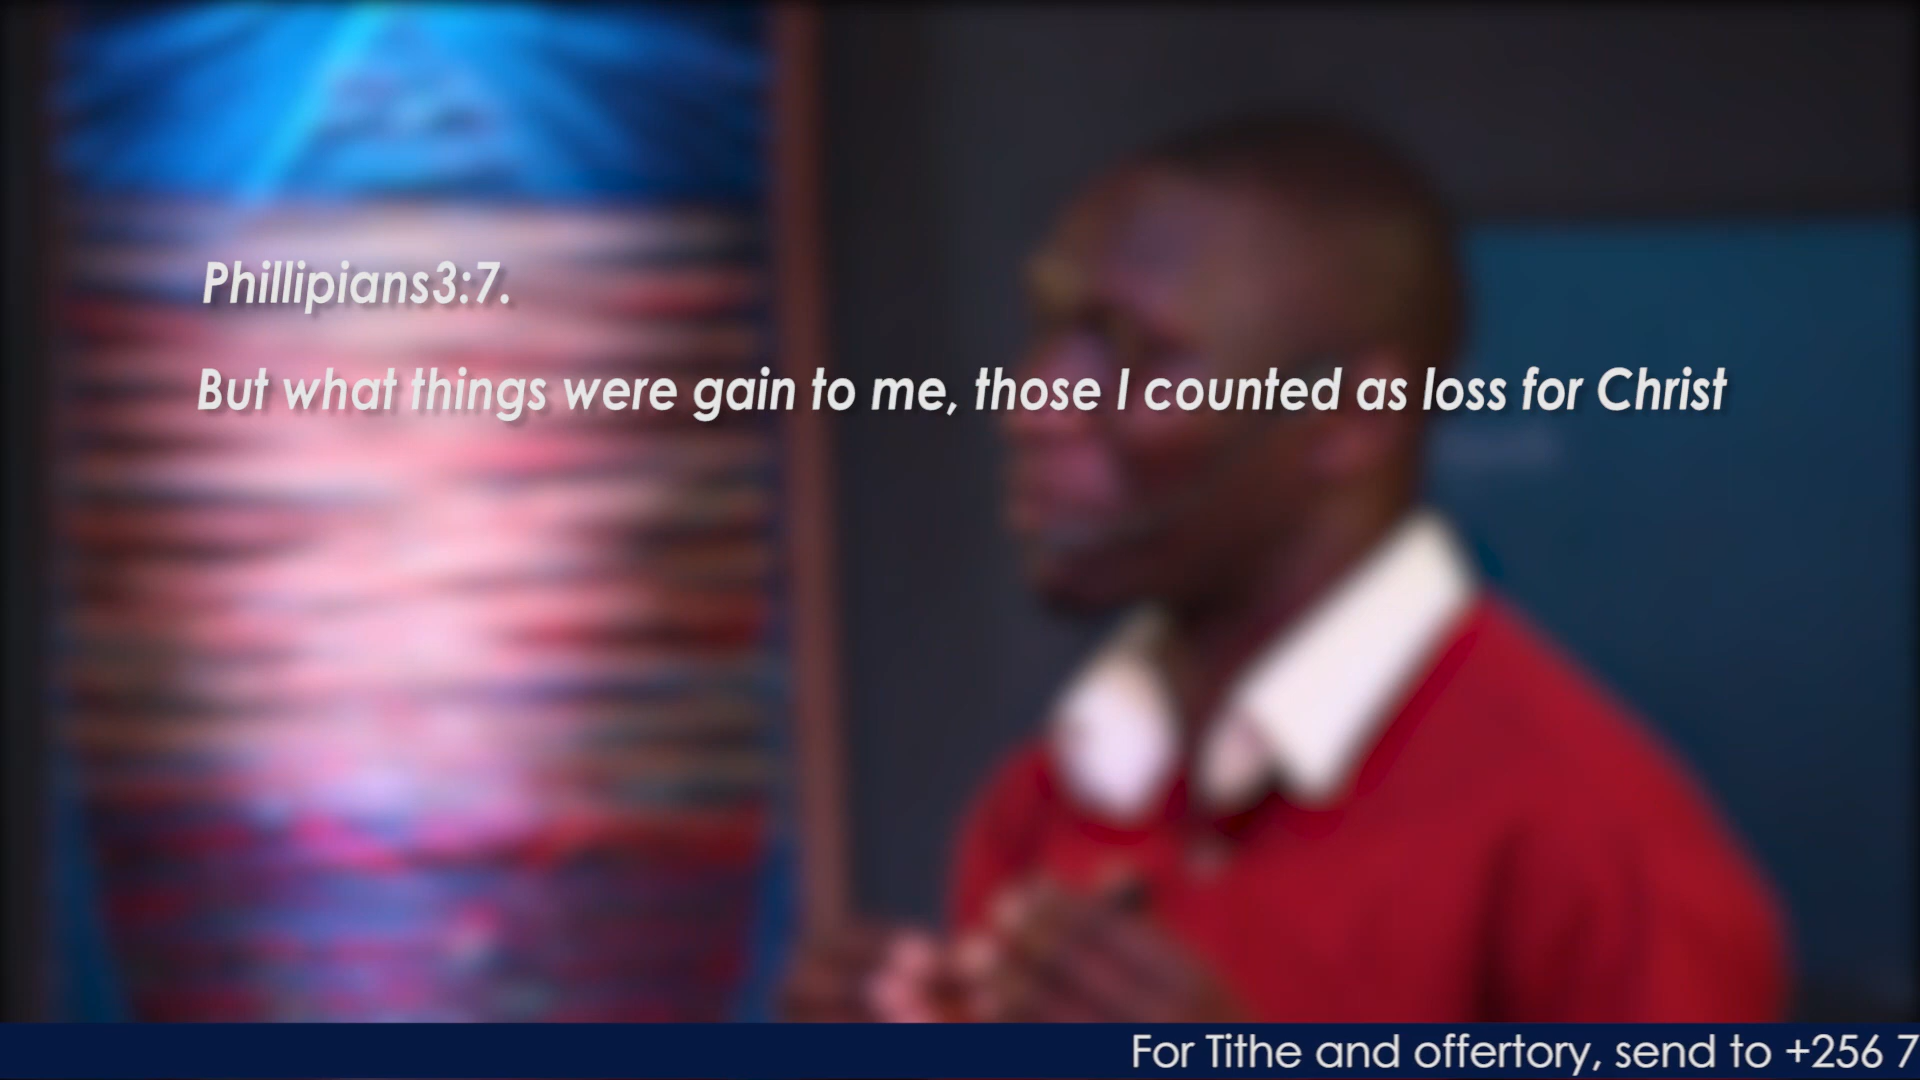 Phillipians3:7.
But what things were gain to me, those I counted as loss for Christ
For Tithe and offertory, send to +256 7